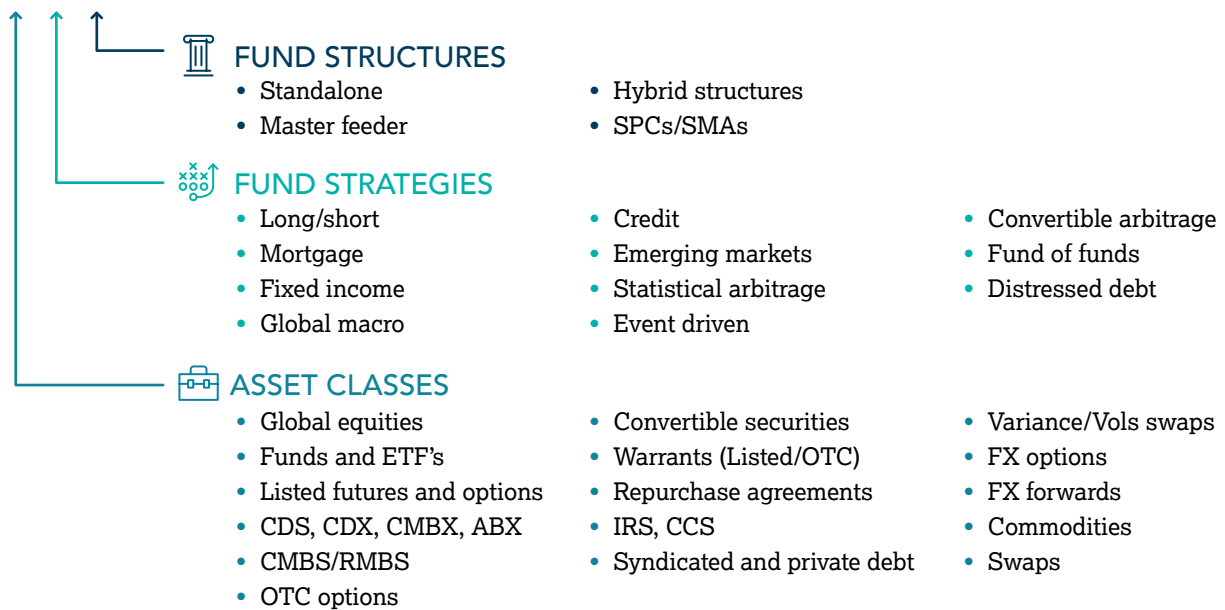 FUND STRUCTURES
• Standalone
• Master feeder
• Hybrid structures
• SPCs/SMAs
FUND STRATEGIES
• Long/short
• Mortgage
• Fixed income
• Global macro
• Credit
• Emerging markets
• Statistical arbitrage
• Event driven
• Convertible arbitrage
• Fund of funds
• Distressed debt
ASSET CLASSES
• Global equities
• Funds and ETF's
• Listed futures and options
• CDS, CDX, CMBX, ABX
• CMBS/RMBS
• OTC options
• Convertible securities
• Warrants (Listed/OTC)
• Repurchase agreements
• IRS, CCS
• Syndicated and private debt
• Variance/Vols swaps
• FX options
• FX forwards
• Commodities
• Swaps